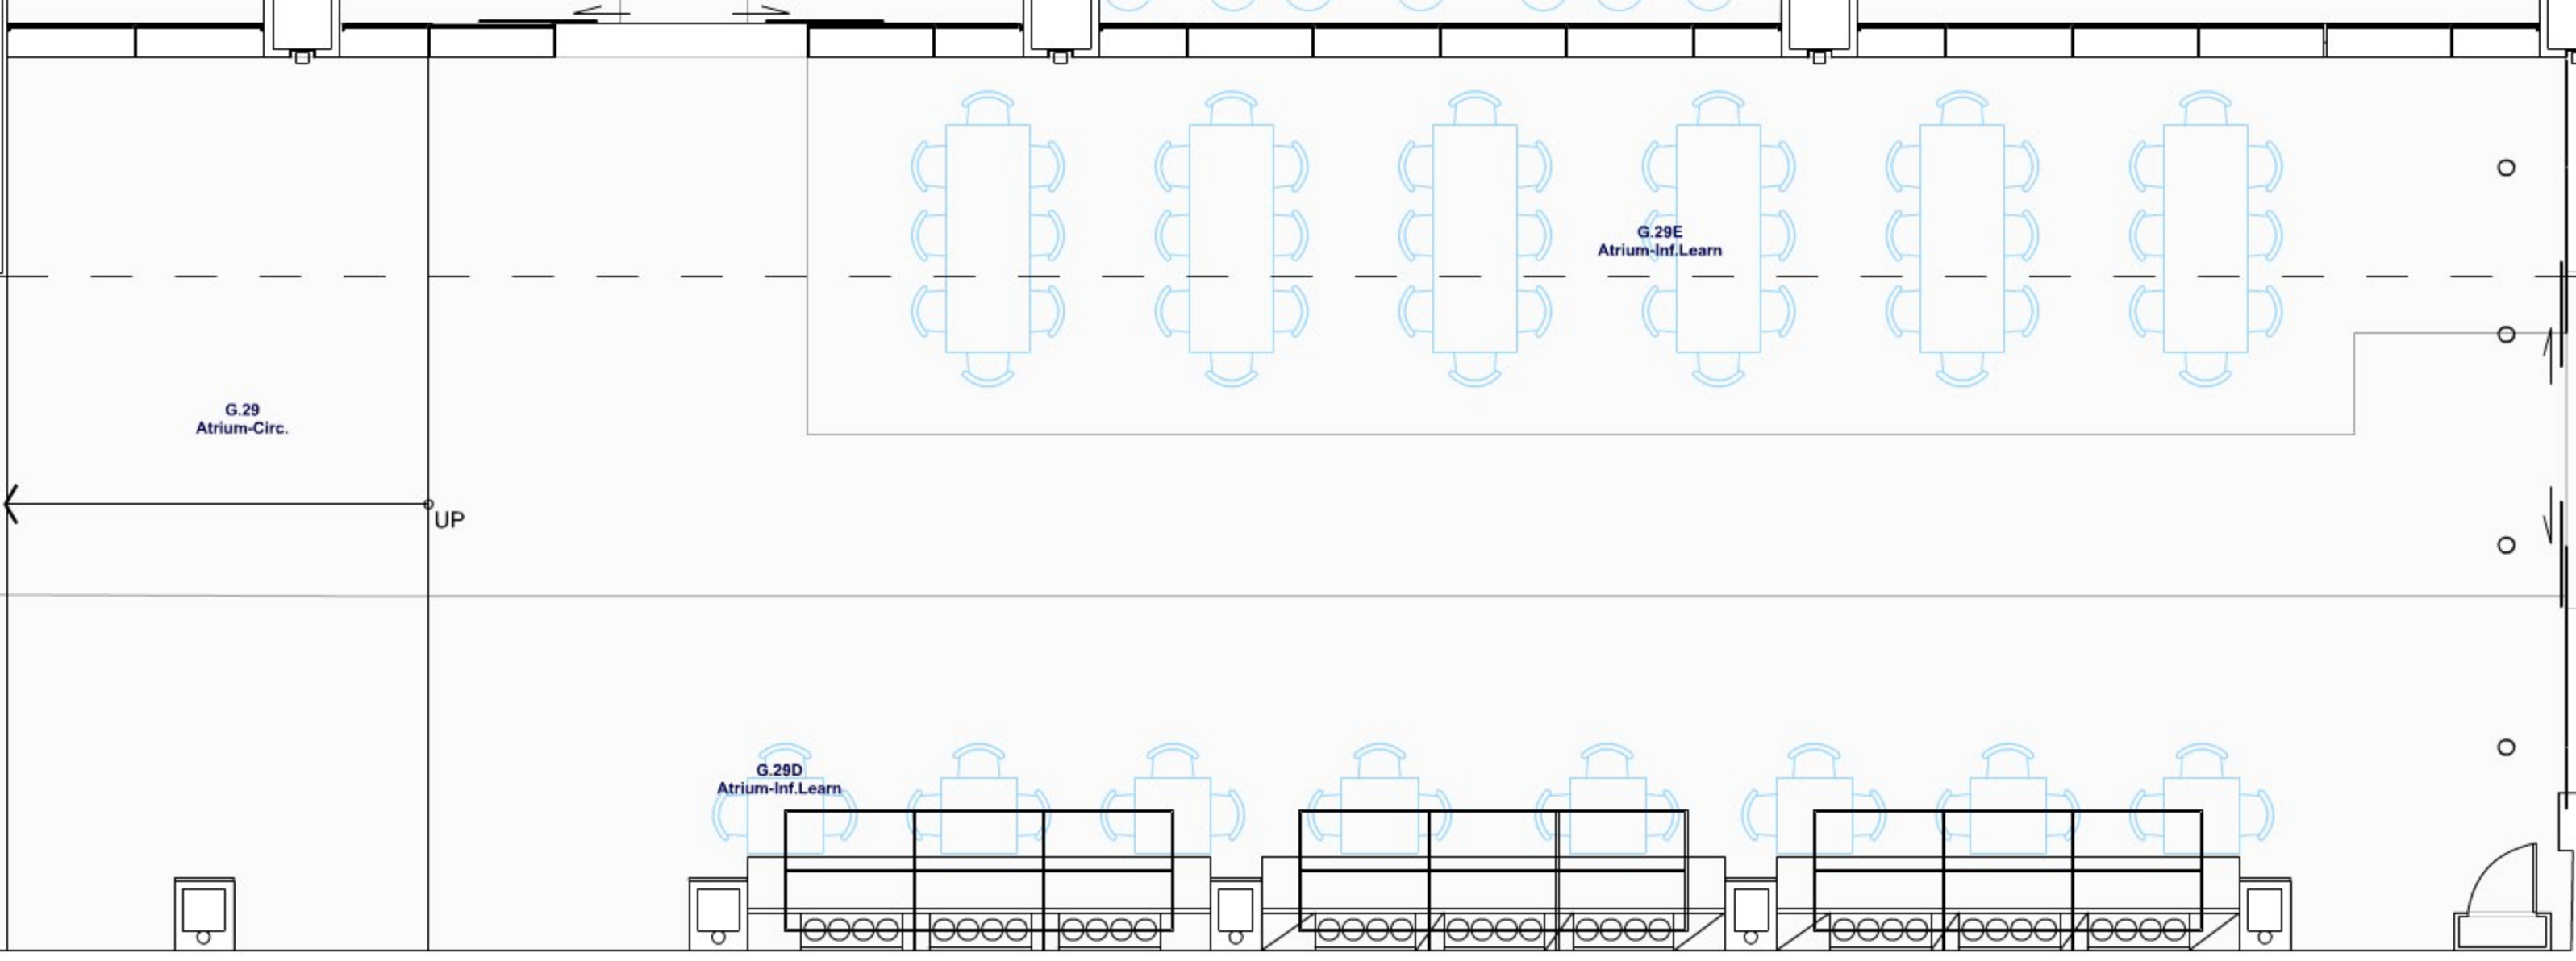 G.29E
Atrium-Inf.Learn
G.29
Atrium-Circ.
UP
G.29D
Atrium-Inf.Learn